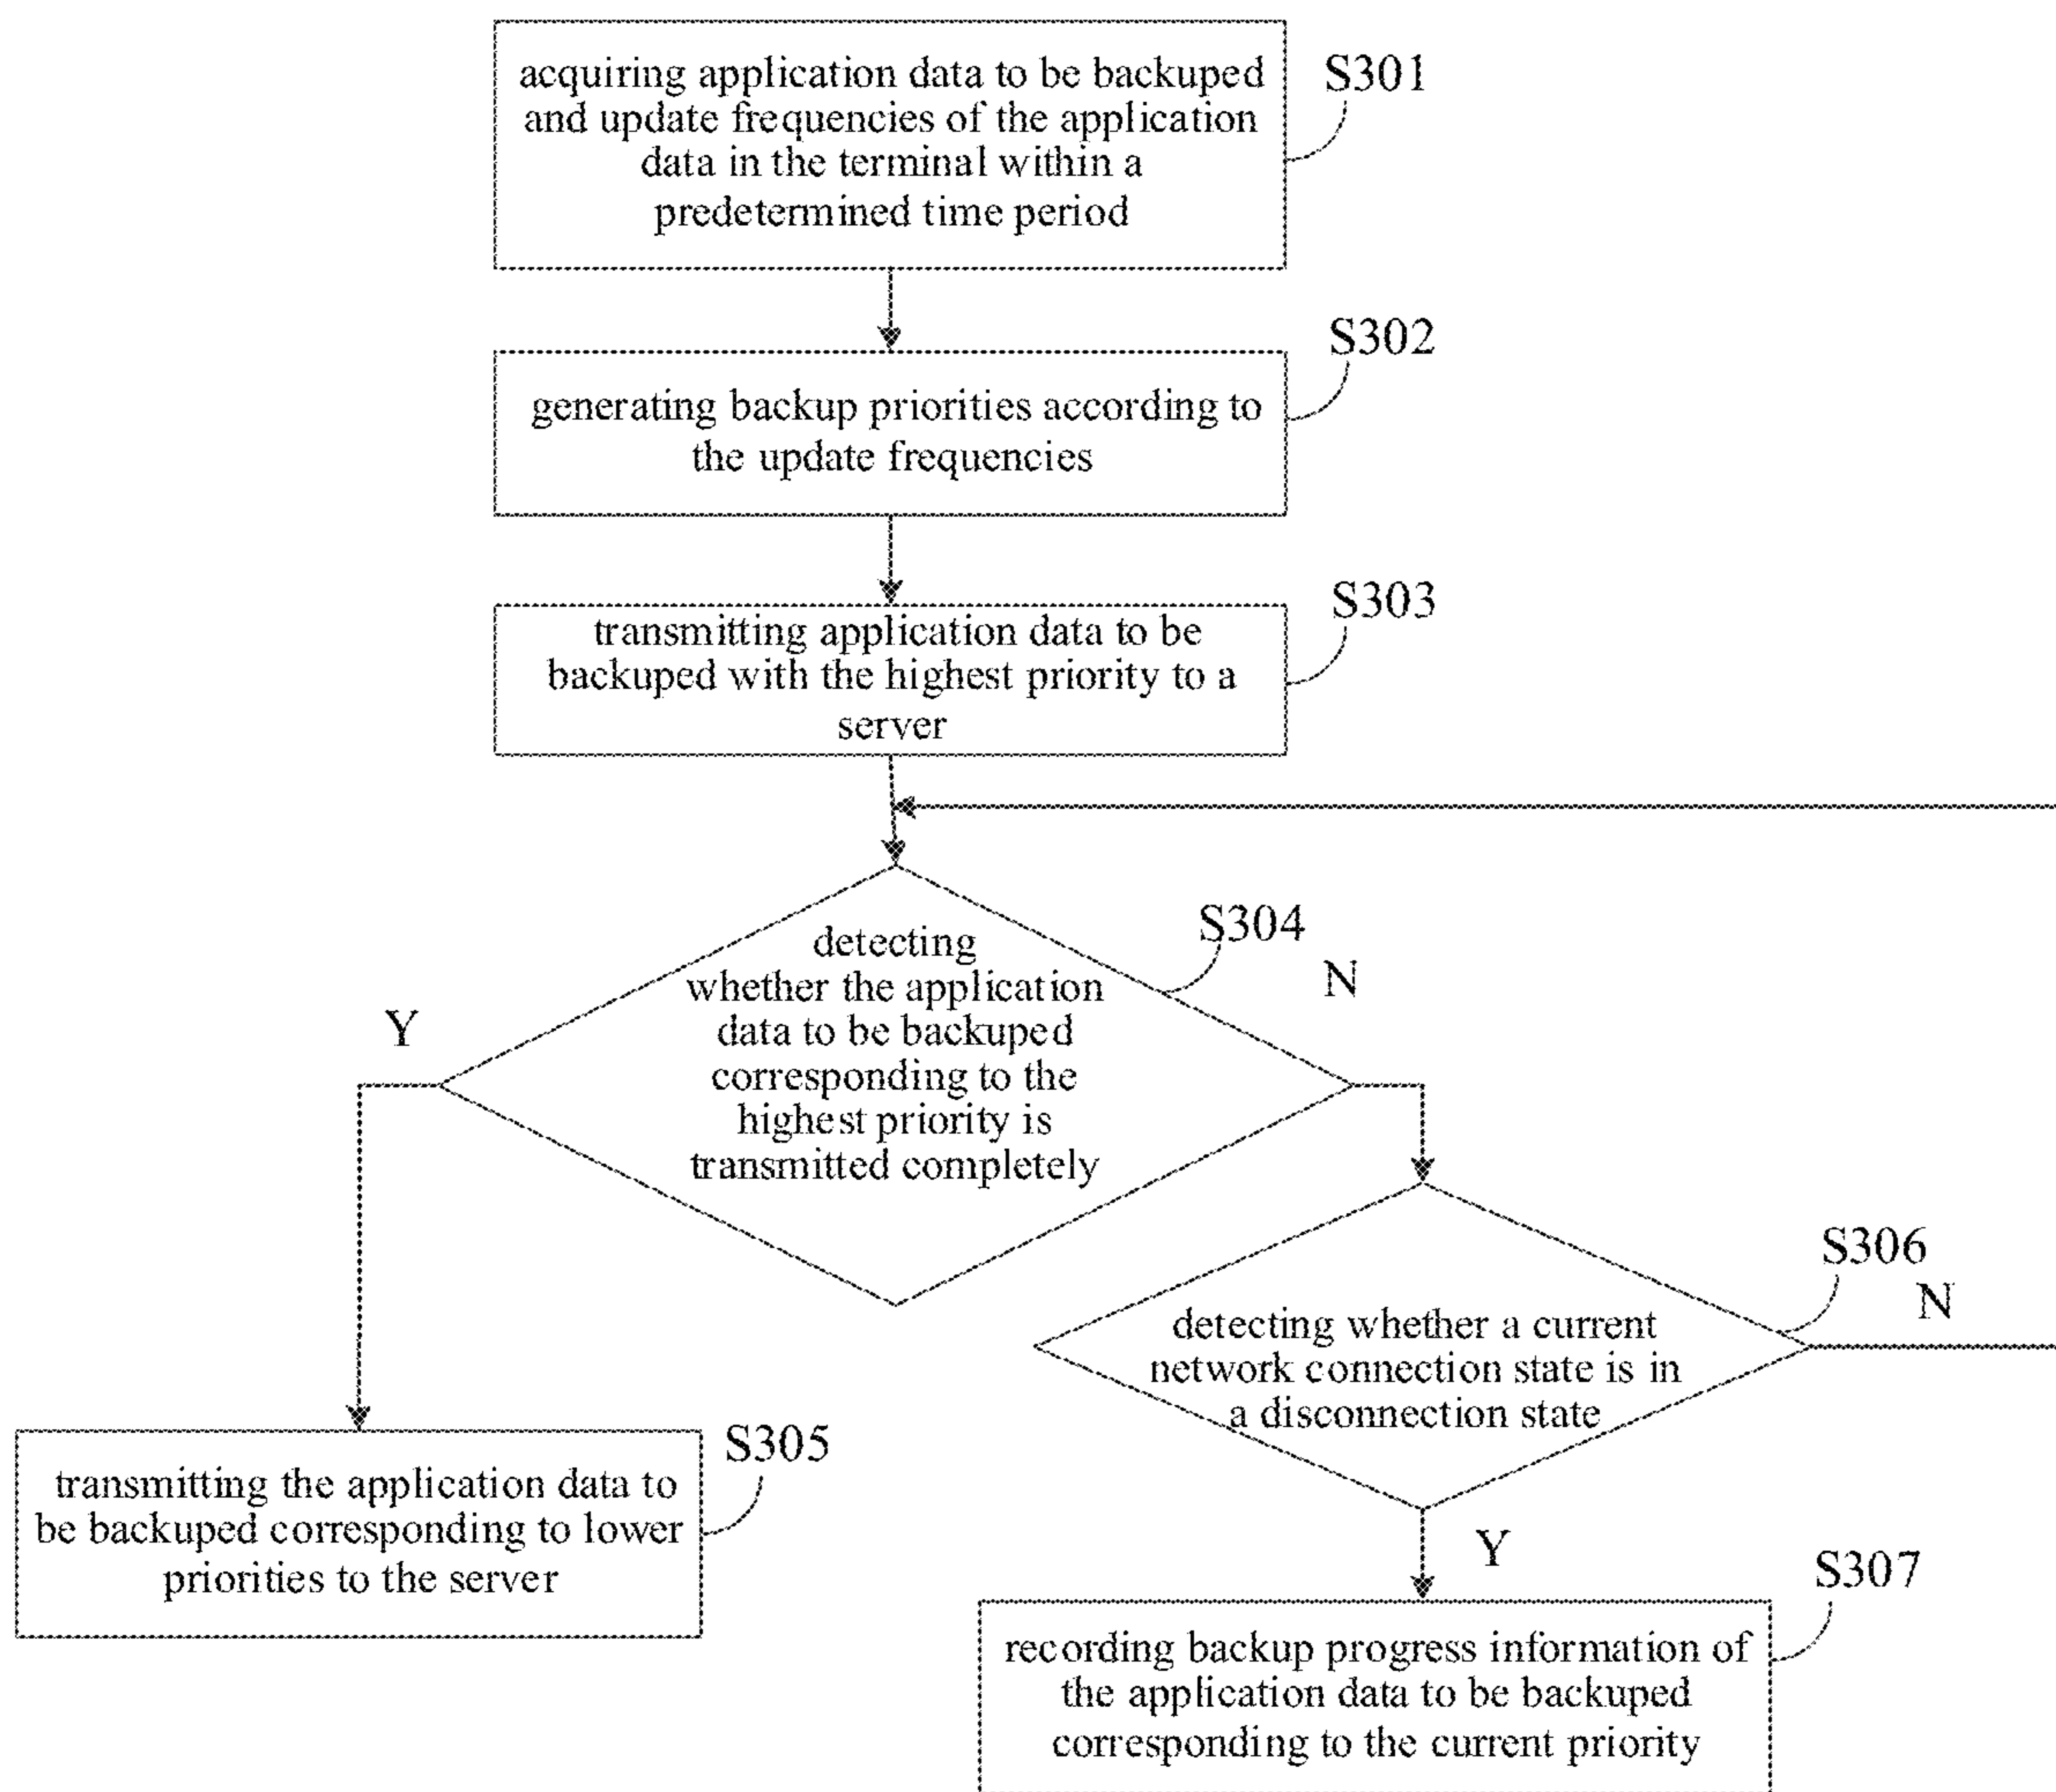 acquiring application data to be backuped
and update frequencies of the application
data in the terminal within a
predetermined time period
S301
generating backup priorities according to
the update frequencies
S302
transmitting application data to be
backuped with the highest priority to a
server
S303
detecting
whether the application
data to be backuped
corresponding to the
highest priority is
transmitted completely
S304
N
Y
detecting whether a current
network connection state is in
a disconnection state
S306
N
transmitting the application data to
be backuped corresponding to lower
priorities to the server
S305
Y
recording backup progress information of
the application data to be backuped
corresponding to the current priority
S307